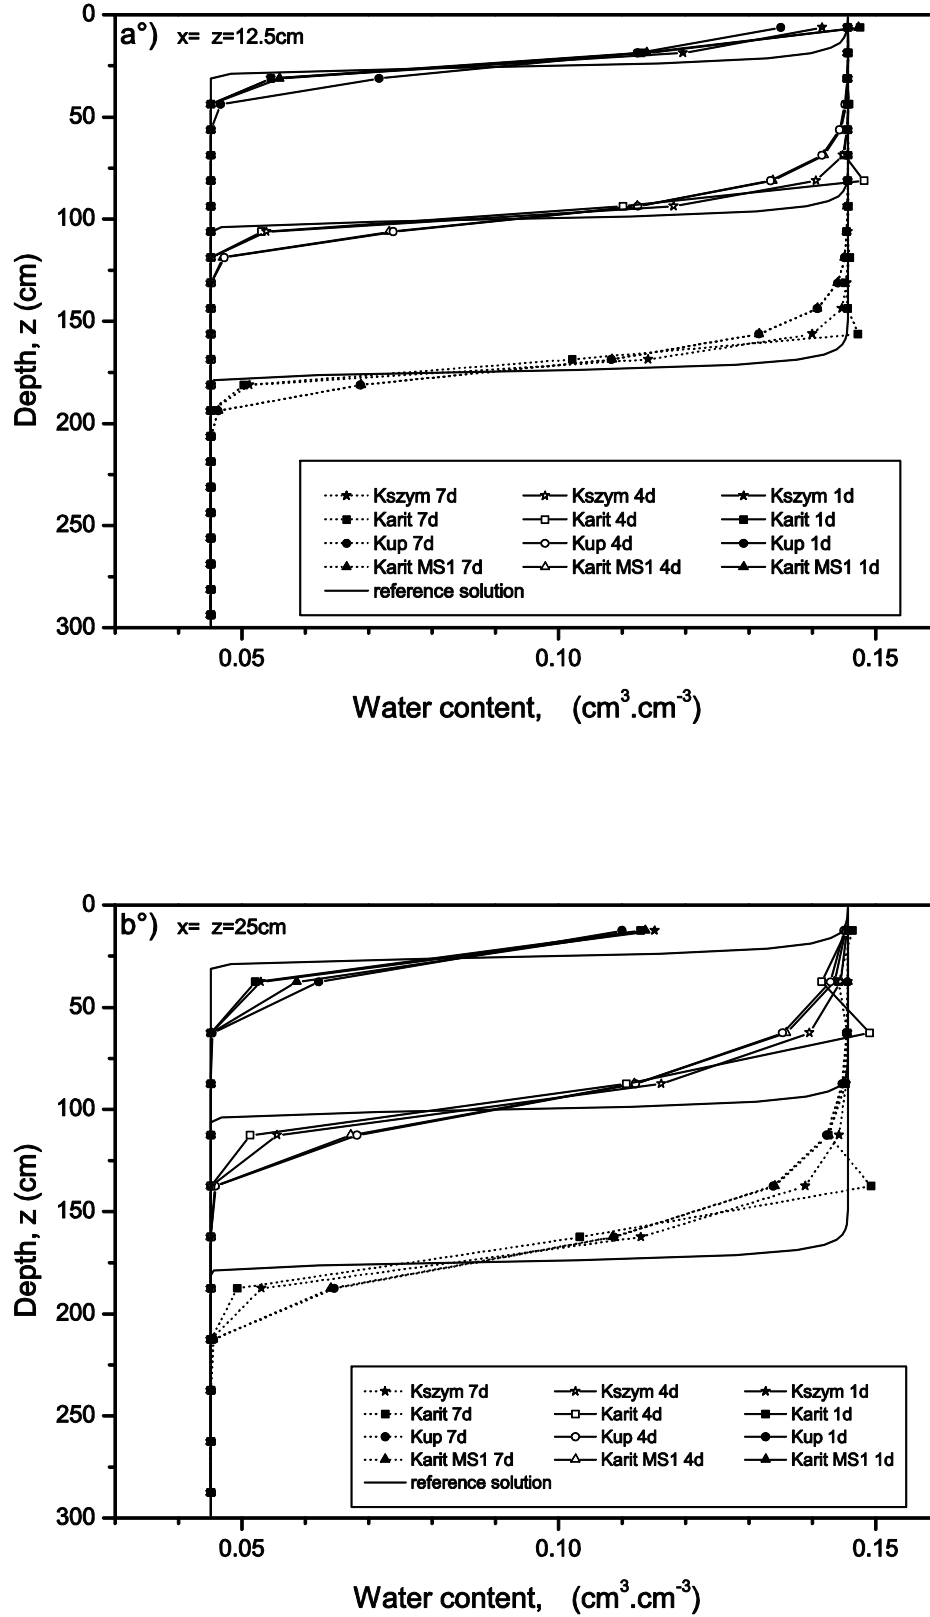 a°) x= z=12.5cm
0
50
100
150
200
250
300
Depth, z (cm)
Kszym 7d Kszym 4d Kszym 1d
Karit 7d Karit 4d Karit 1d
Kup 7d Kup 4d Kup 1d
Karit MS1 7d Karit MS1 4d Karit MS1 1d
reference solution
0.05 0.10 0.15
Water content, (cm³.cm⁻³)
b°) x= z=25cm
0
50
100
150
200
250
300
Depth, z (cm)
Kszym 7d Kszym 4d Kszym 1d
Karit 7d Karit 4d Karit 1d
Kup 7d Kup 4d Kup 1d
Karit MS1 7d Karit MS1 4d Karit MS1 1d
reference solution
0.05 0.10 0.15
Water content, (cm³.cm⁻³)